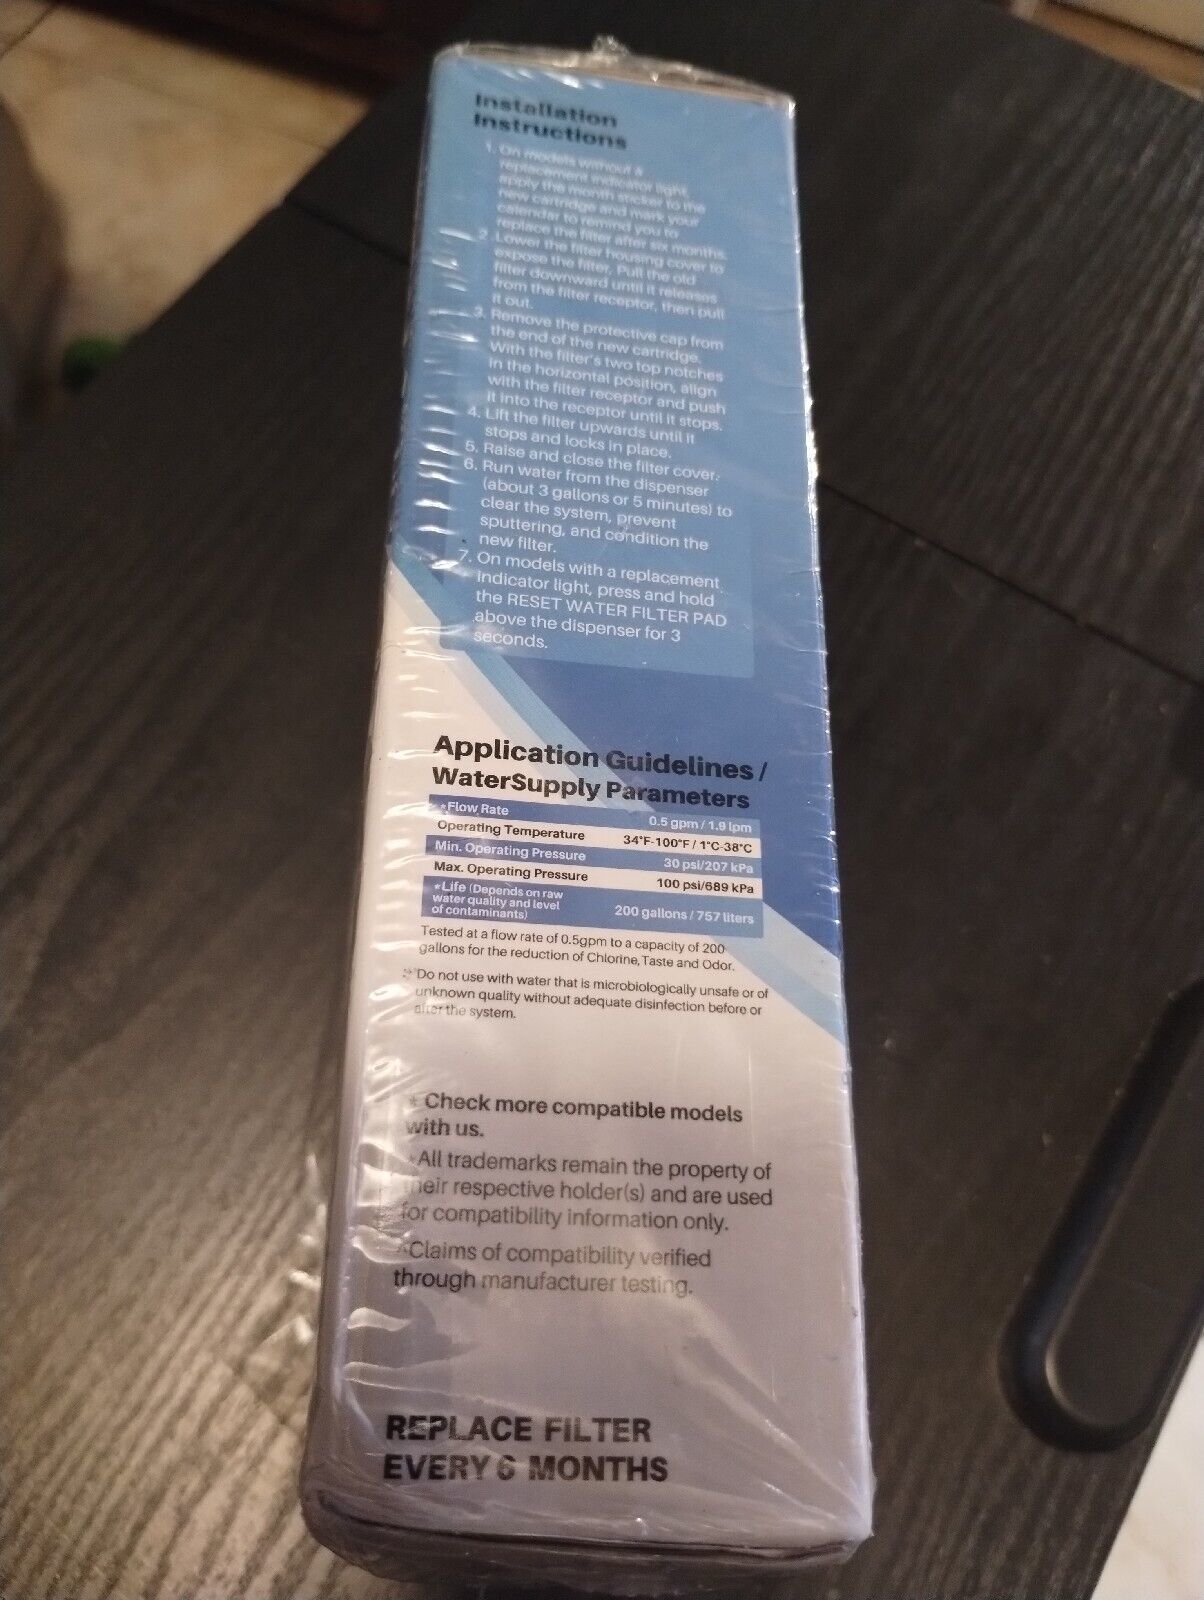 Installation
Instructions
1. On models without a
replacement indicator light,
apply the month sticker to the
new cartridge and mark your
calendar to remind you to
replace the filter after six months.
2. Lower the filter housing cover to
expose the filter. Pull the old
filter downward until it releases
from the filter receptor, then pull
it out.
3. Remove the protective cap from
the end of the new cartridge.
With the filter's two top notches
in the horizontal position, align
with the filter receptor and push
it into the receptor until it stops.
4. Lift the filter upwards until it
stops and locks in place.
5. Raise and close the filter cover.
6. Run water from the dispenser
(about 3 gallons or 5 minutes) to
clear the system, prevent
sputtering, and condition the
new filter.
7. On models with a replacement
indicator light, press and hold
the RESET WATER FILTER PAD
above the dispenser for 3
seconds.
Application Guidelines /
WaterSupply Parameters
*Flow Rate 0.5 gpm / 1.9 lpm
Operating Temperature 34°F-100°F / 1°C-38°C
Min. Operating Pressure 30 psi/207 kPa
Max. Operating Pressure 100 psi/689 kPa
*Life (Depends on raw
water quality and level
of contaminants) 200 gallons / 757 liters
Tested at a flow rate of 0.5gpm to a capacity of 200
gallons for the reduction of Chlorine, Taste and Odor.
*Do not use with water that is microbiologically unsafe or of
unknown quality without adequate disinfection before or
after the system.
* Check more compatible models
with us.
*All trademarks remain the property of
their respective holder(s) and are used
for compatibility information only.
*Claims of compatibility verified
through manufacturer testing.
REPLACE FILTER
EVERY 6 MONTHS